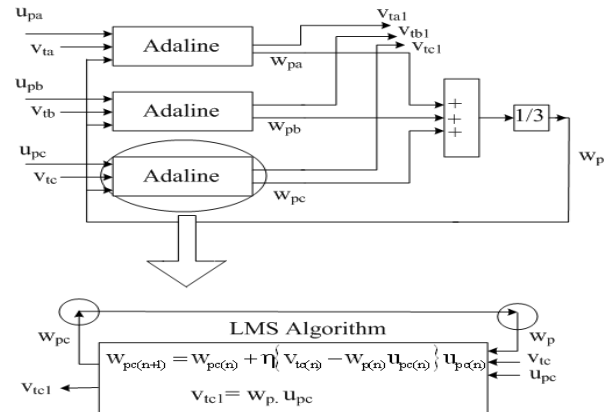 u_pa
v_ta
Adaline
w_pa
v_ta1
v_tb1
v_tc1
u_pb
v_tb
Adaline
w_pb
+
+
+
1/3
w_p
u_pc
v_tc
Adaline
w_pc
w_pc
LMS Algorithm
w_p
w_pc(n+1) = w_pc(n) + η{v_tc(n) − w_p(n) u_pc(n)} u_pc(n)
v_tc
u_pc
v_tc1
v_tc1 = w_p. u_pc